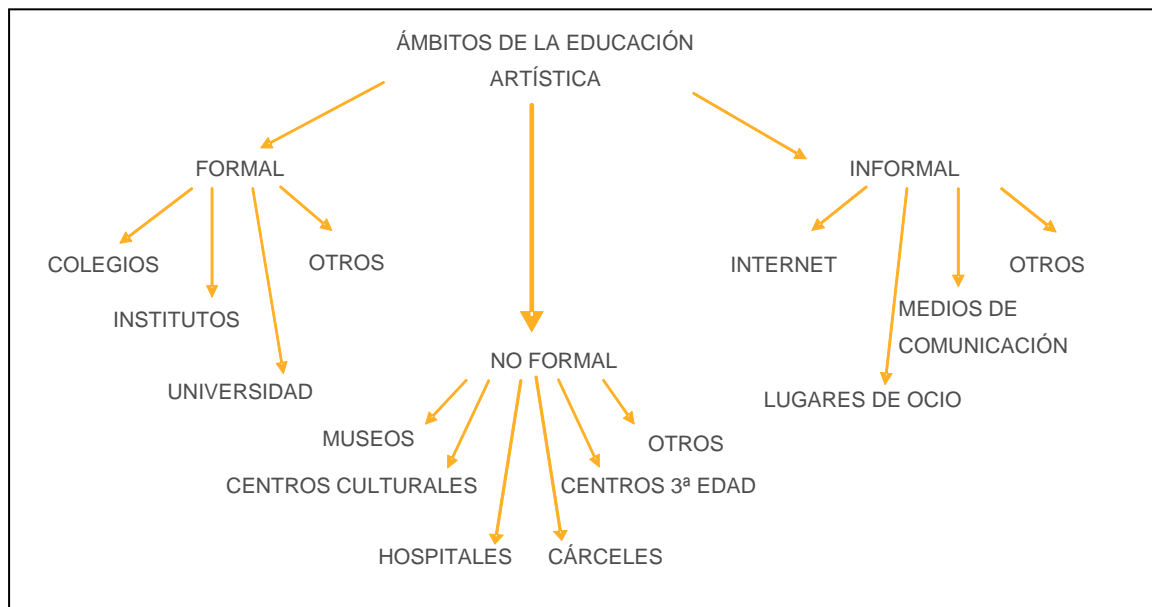 ÁMBITOS DE LA EDUCACIÓN
ARTÍSTICA
FORMAL
INFORMAL
COLEGIOS
OTROS
INTERNET
OTROS
INSTITUTOS
MEDIOS DE
COMUNICACIÓN
UNIVERSIDAD
LUGARES DE OCIO
NO FORMAL
MUSEOS
OTROS
CENTROS CULTURALES
CENTROS 3ª EDAD
HOSPITALES
CÁRCELES